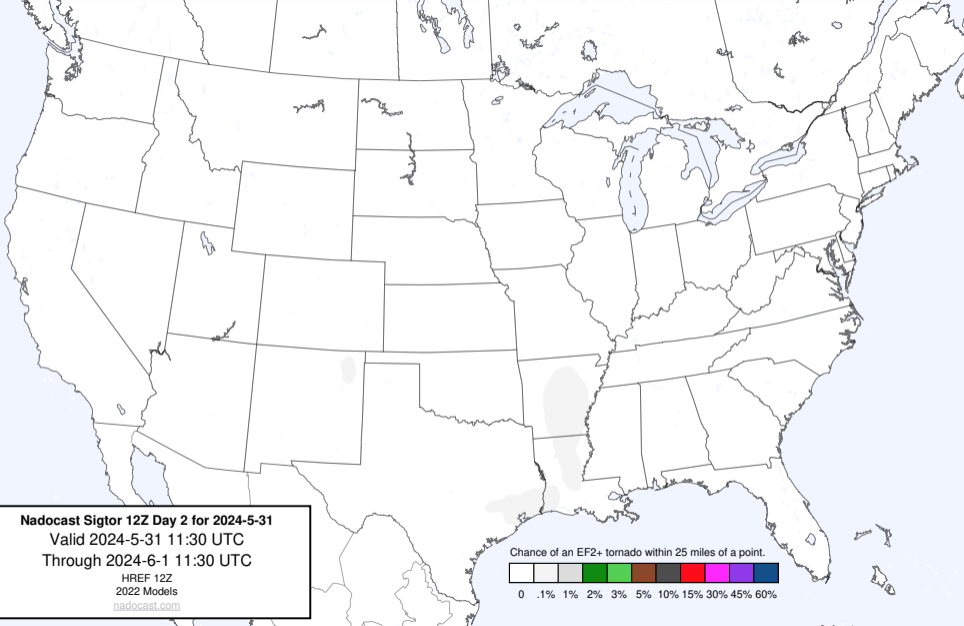 Nadocast Sigtor 12Z Day 2 for 2024-5-31
Valid 2024-5-31 11:30 UTC
Through 2024-6-1 11:30 UTC
HREF 12Z
2022 Models
nadocast.com
Chance of an EF2+ tornado within 25 miles of a point.
0 .1% 1% 2% 3% 5% 10% 15% 30% 45% 60%